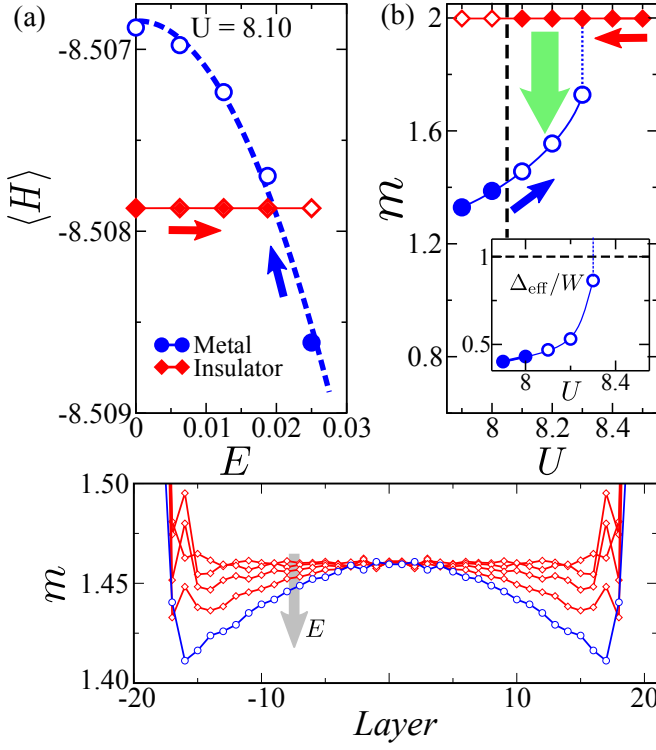 (a)
U = 8.10
-8.507
-8.508
-8.509
⟨H⟩
Metal
Insulator
0 0.01 0.02 0.03
E
(b)
2
1.6
1.2
0.8
m
8 8.2 8.4
U
1
0.5
Δeff/W
8 8.4
U
1.50
1.45
1.40
m
E
-20 -10 0 10 20
Layer